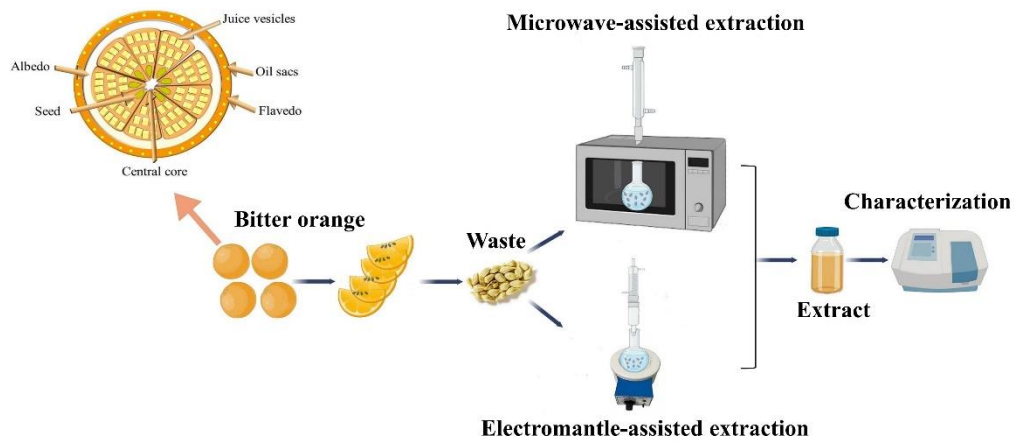 Microwave-assisted extraction
Juice vesicles
Albedo
Oil sacs
Seed
Flavedo
Central core
Bitter orange
Waste
Characterization
Extract
Electromantle-assisted extraction